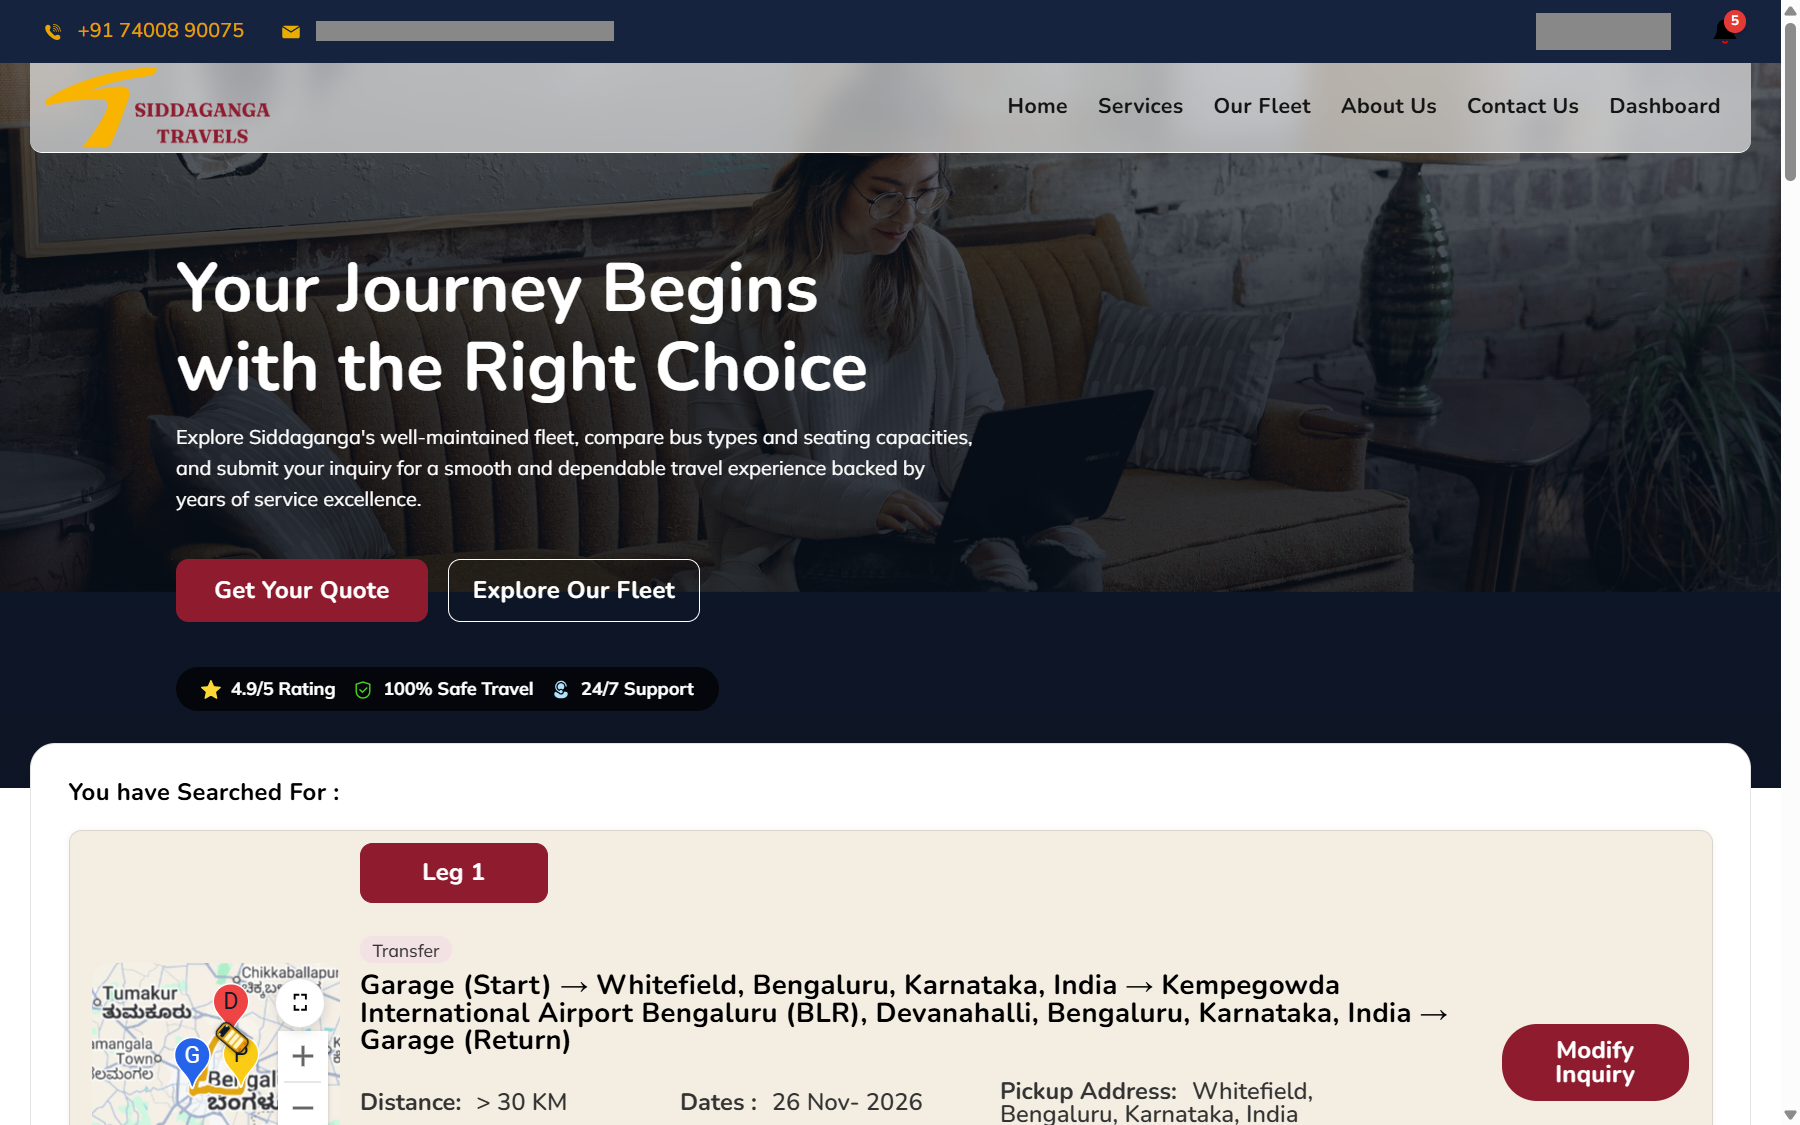 +91 74008 90075
5
SIDDAGANGA
TRAVELS
Home
Services
Our Fleet
About Us
Contact Us
Dashboard
Your Journey Begins
with the Right Choice
Explore Siddaganga's well-maintained fleet, compare bus types and seating capacities,
and submit your inquiry for a smooth and dependable travel experience backed by
years of service excellence.
Get Your Quote
Explore Our Fleet
4.9/5 Rating
100% Safe Travel
24/7 Support
You have Searched For :
Leg 1
Transfer
Garage (Start) → Whitefield, Bengaluru, Karnataka, India → Kempegowda
International Airport Bengaluru (BLR), Devanahalli, Bengaluru, Karnataka, India →
Garage (Return)
Distance: > 30 KM
Dates : 26 Nov- 2026
Pickup Address: Whitefield,
Bengaluru, Karnataka, India
Modify
Inquiry
Chikkaballapur
Tumakur
ತುಮಕೂರು
D
G
P
Town